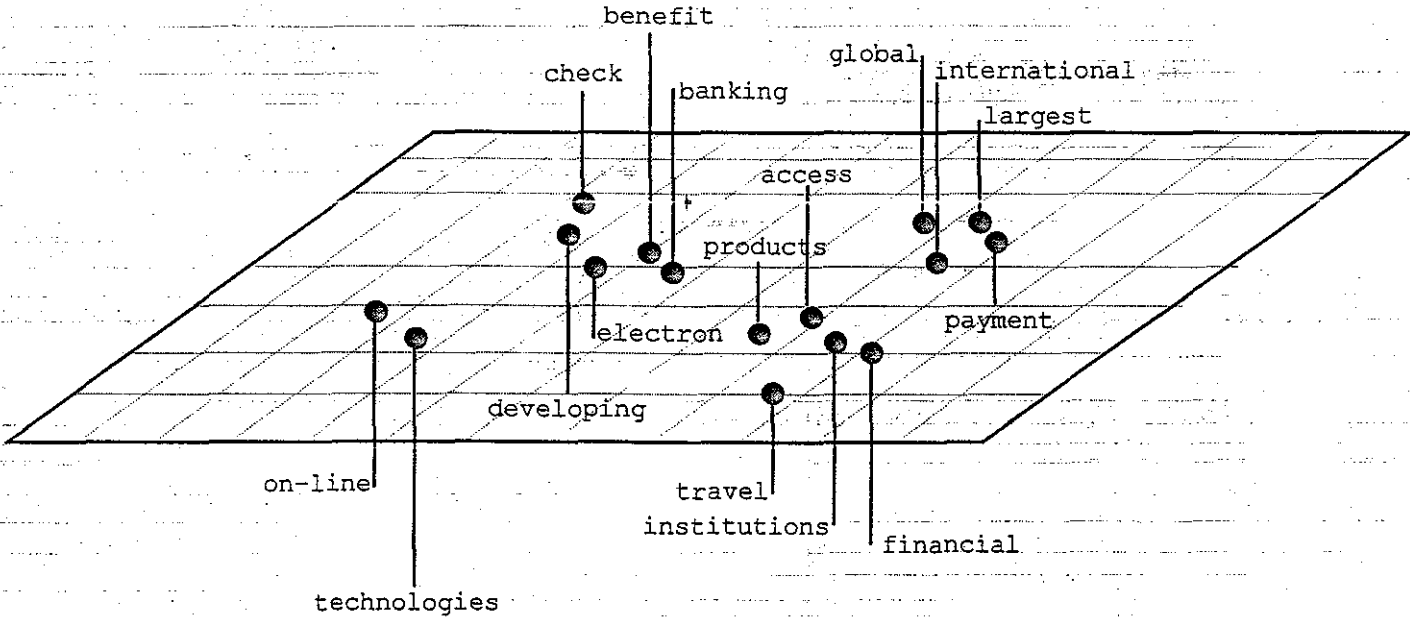 benefit
global
international
check
banking
largest
access
products
electron
payment
developing
on-line
travel
institutions
financial
technologies